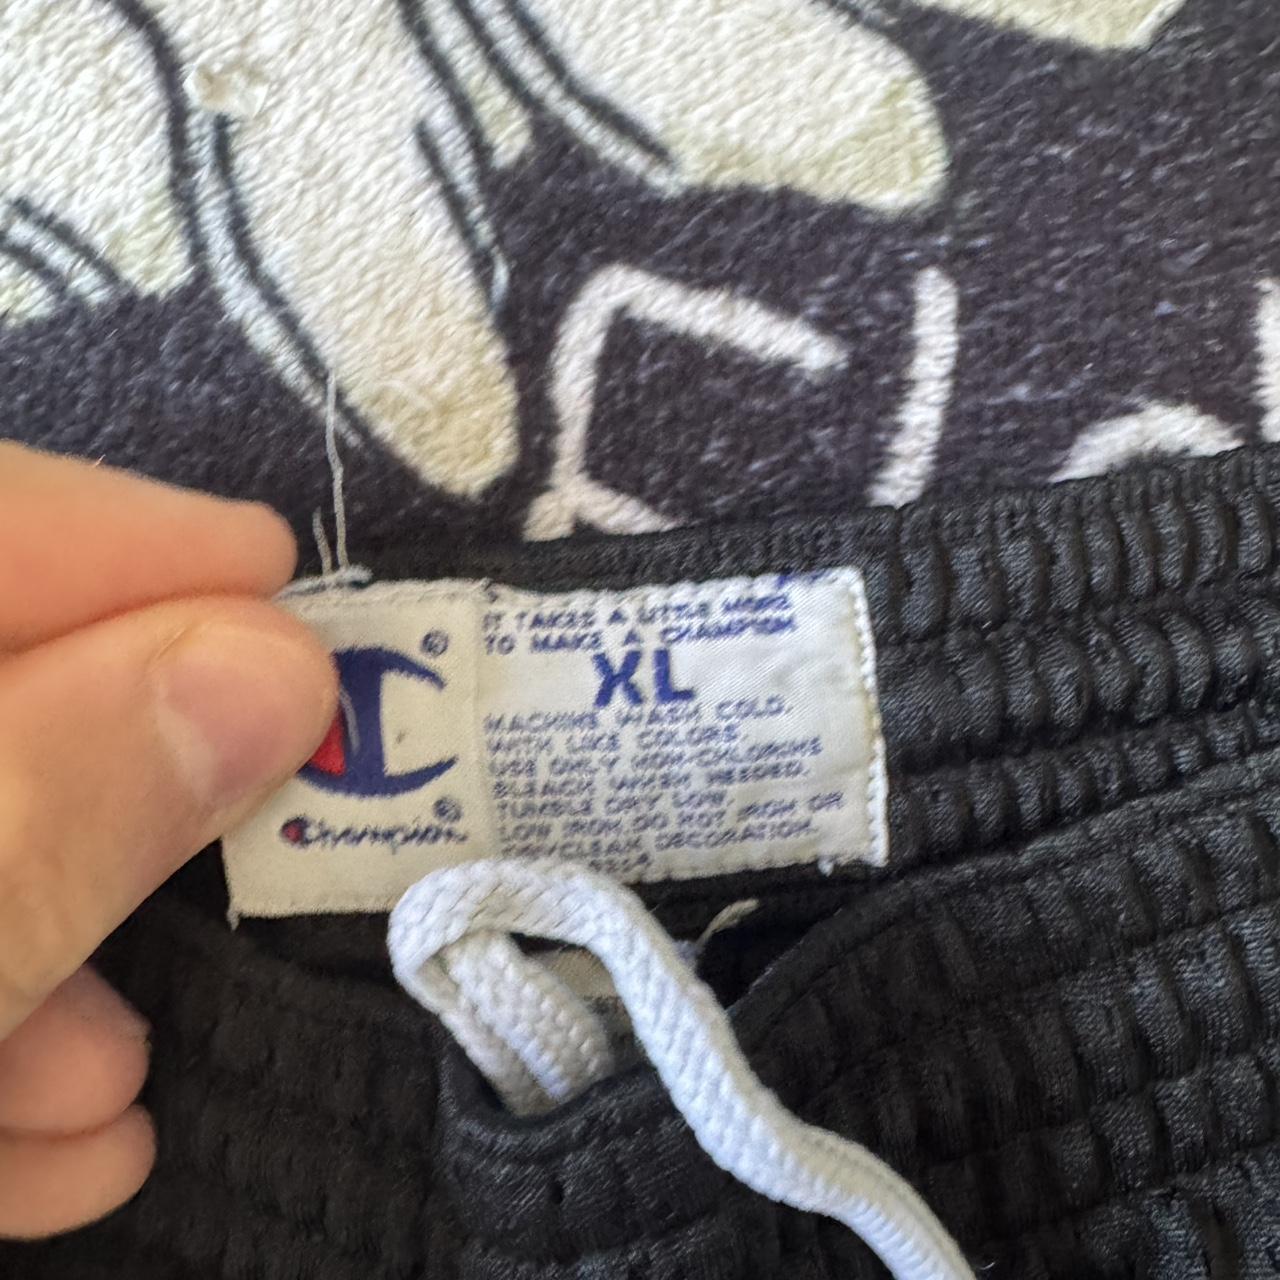 ®
Champion®
IT TAKES A LITTLE MORE
TO MAKE A CHAMPION
XL
MACHINE WASH COLD,
WITH LIKE COLORS.
USE ONLY NON-CHLORINE
BLEACH WHEN NEEDED.
TUMBLE DRY LOW.
LOW IRON. DO NOT IRON OR
DRYCLEAN DECORATION.